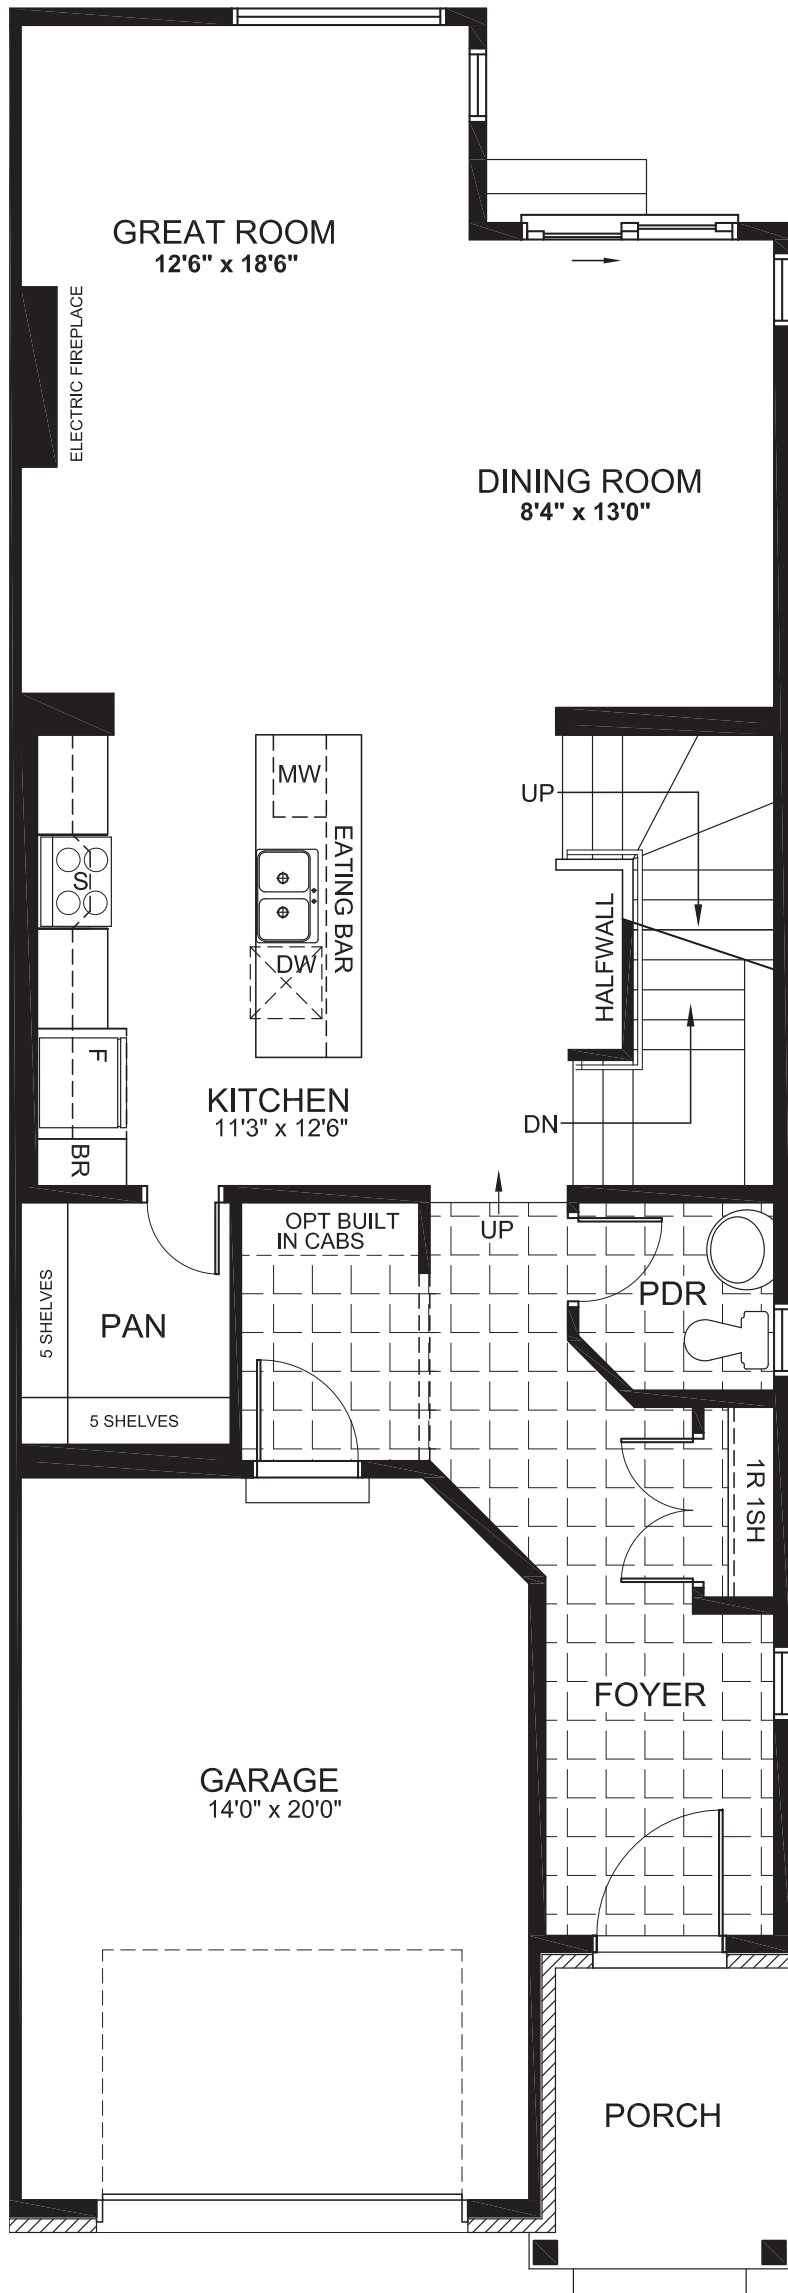 GREAT ROOM
12'6" x 18'6"
ELECTRIC FIREPLACE
DINING ROOM
8'4" x 13'0"
MW
UP
EATING BAR
S
HALFWALL
DW
F
KITCHEN
11'3" x 12'6"
DN
BR
OPT BUILT
IN CABS
UP
5 SHELVES
PAN
PDR
5 SHELVES
1R 1SH
FOYER
GARAGE
14'0" x 20'0"
PORCH